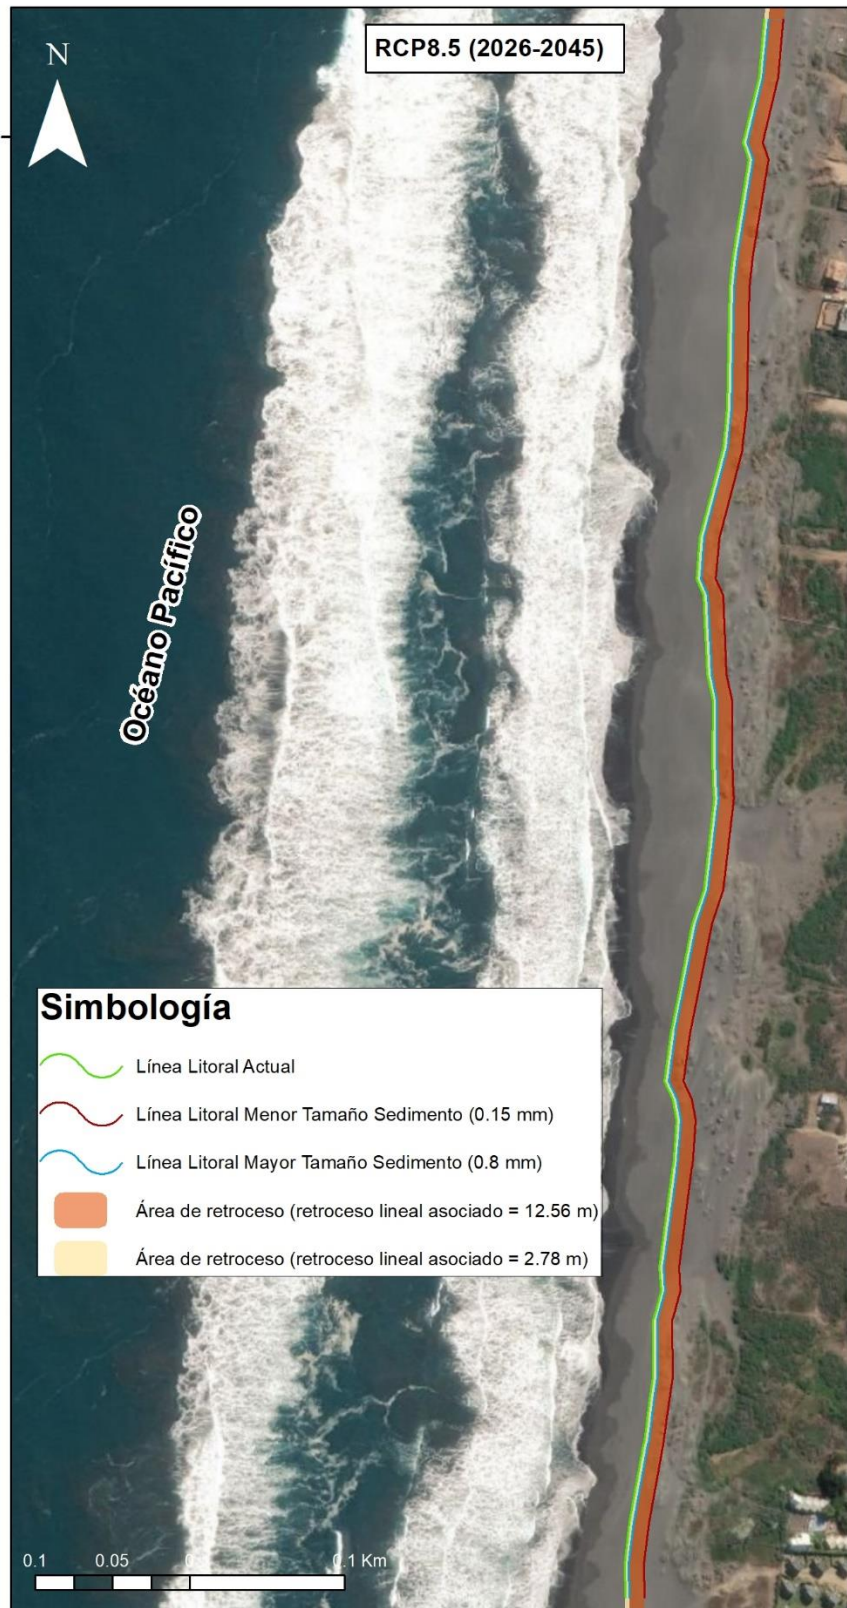 RCP8.5 (2026-2045)
N
Océano Pacífico
Simbología
Línea Litoral Actual
Línea Litoral Menor Tamaño Sedimento (0.15 mm)
Línea Litoral Mayor Tamaño Sedimento (0.8 mm)
Área de retroceso (retroceso lineal asociado = 12.56 m)
Área de retroceso (retroceso lineal asociado = 2.78 m)
0.1 0.05 0.1 Km